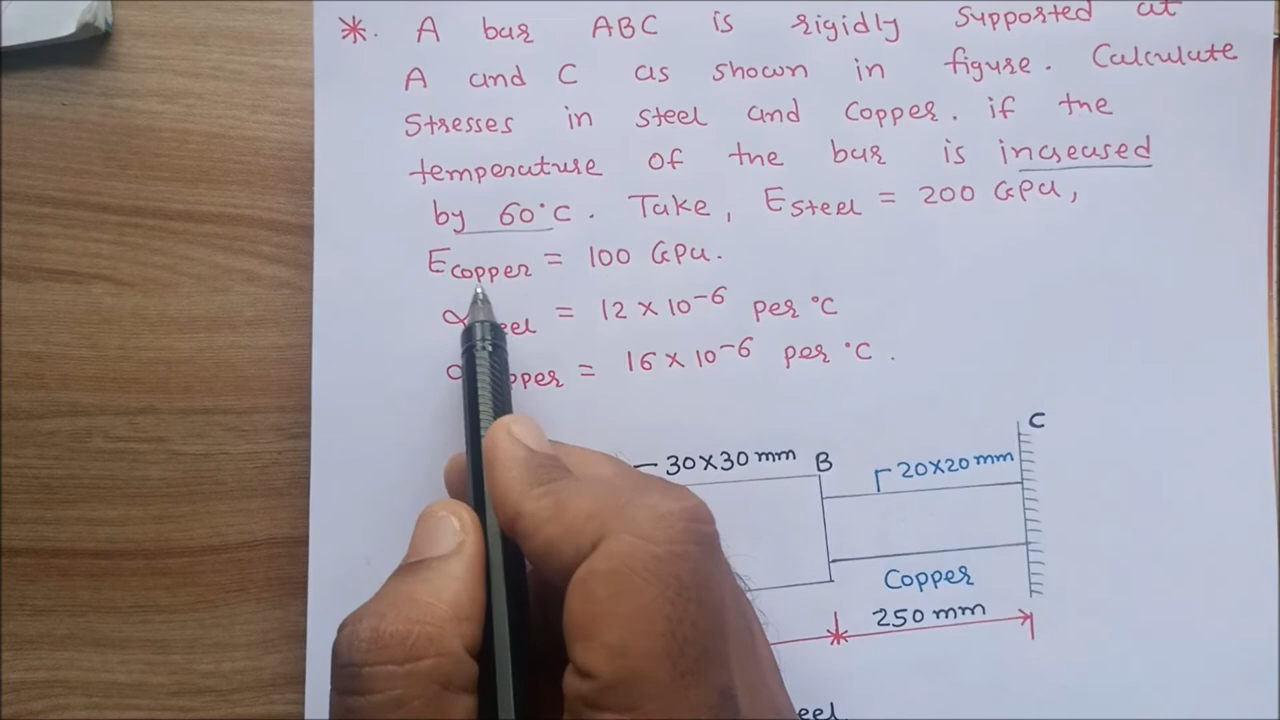 *. A bar ABC is rigidly supported at
A and C as shown in figure. Calculate
Stresses in steel and copper. if the
temperature of the bar is increased
by 60°C. Take, Esteel = 200 GPa,
Ecopper = 100 GPa.
= 12 × 10-6 per °C
= 16 × 10-6 per °C.
C
30×30 mm B 20×20 mm
Copper
250 mm